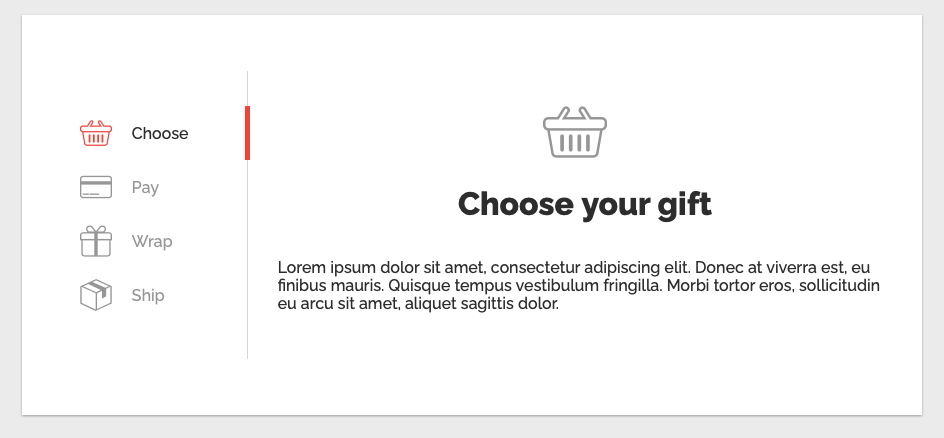 Choose
Pay
Wrap
Ship
Choose your gift
Lorem ipsum dolor sit amet, consectetur adipiscing elit. Donec at viverra est, eu
finibus mauris. Quisque tempus vestibulum fringilla. Morbi tortor eros, sollicitudin
eu arcu sit amet, aliquet sagittis dolor.